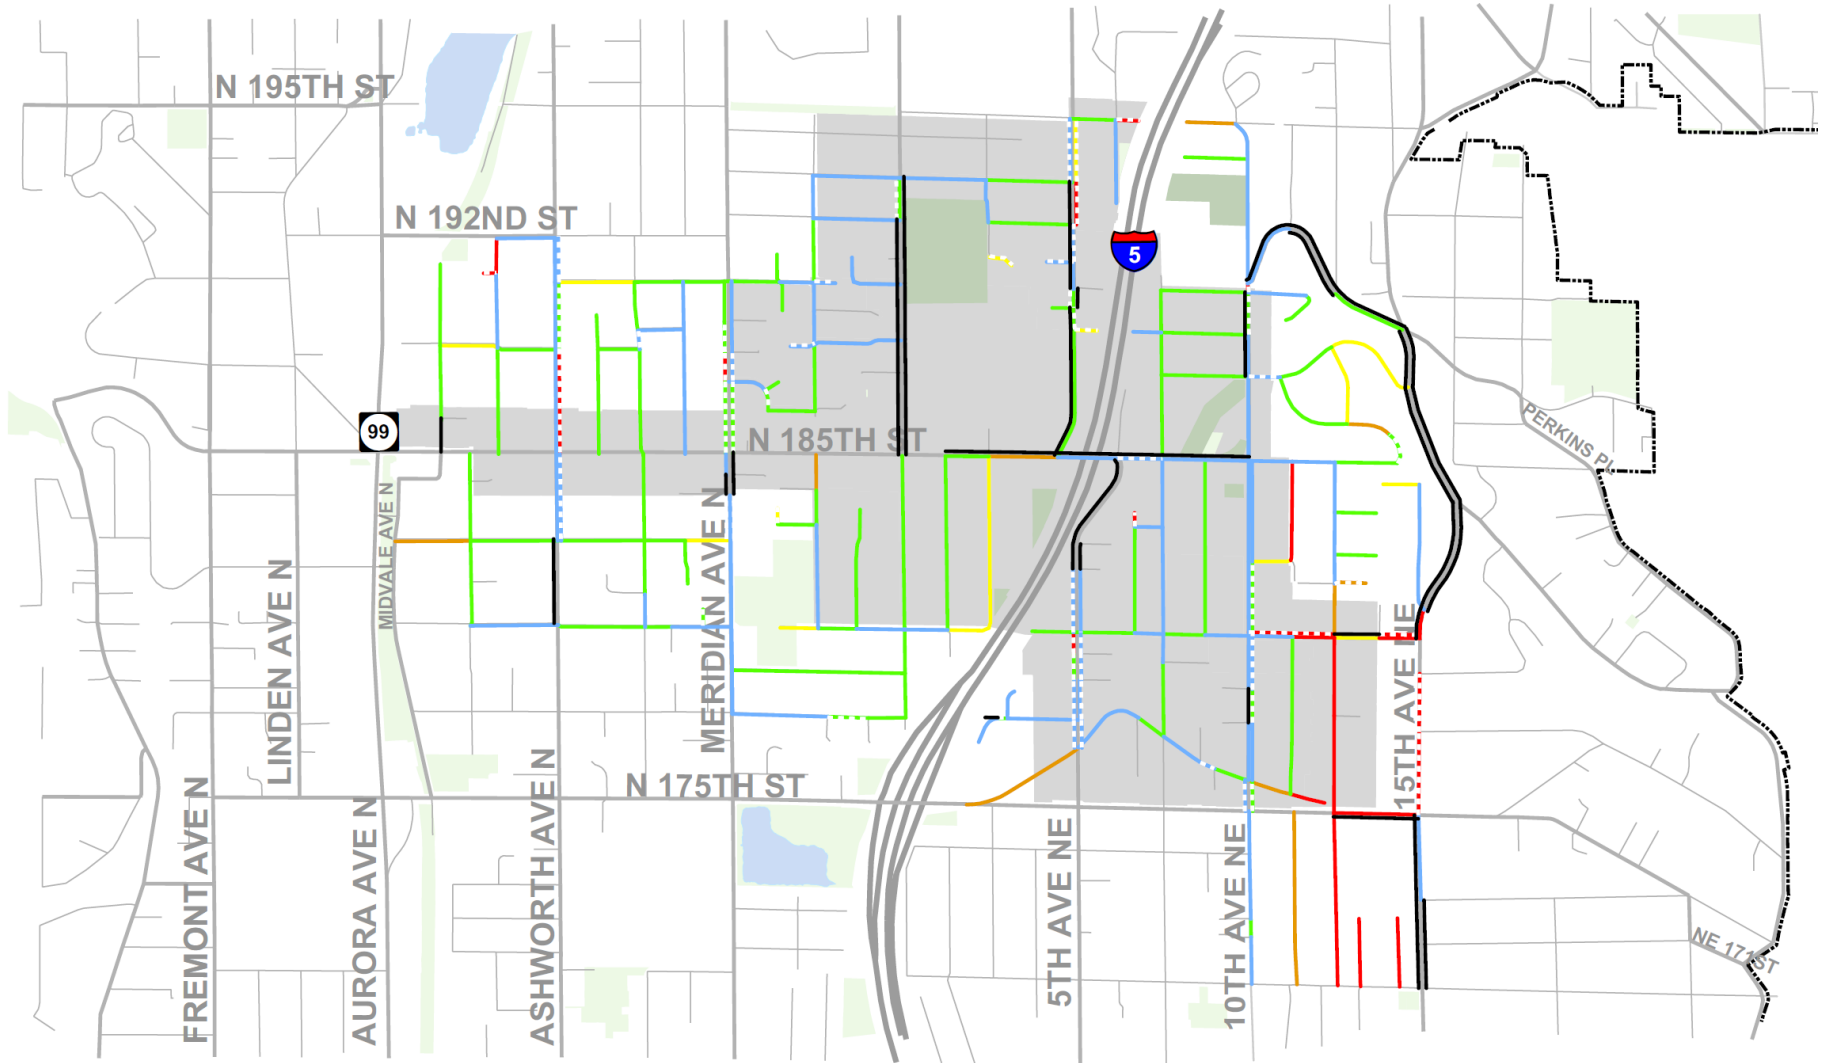 N 195TH ST
N 192ND ST
5
PERKINS PL
99
N 185TH ST
MIDVALE AVE N
MERIDIAN AVE N
LINDEN AVE N
15TH AVE NE
N 175TH ST
FREMONT AVE N
AURORA AVE N
ASHWORTH AVE N
5TH AVE NE
10TH AVE NE
NE 171ST